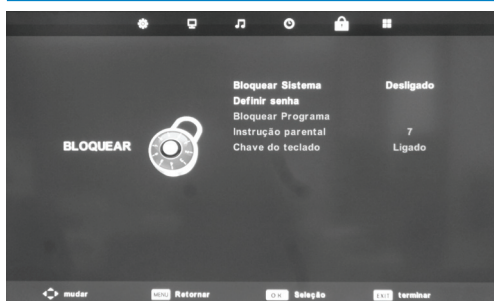 Bloquear Sistema Desligado
Definir senha
Bloquear Programa
Instrução parental 7
BLOQUEAR
Chave do teclado Ligado
mudar MENU Retornar OK Seleção EXIT terminar